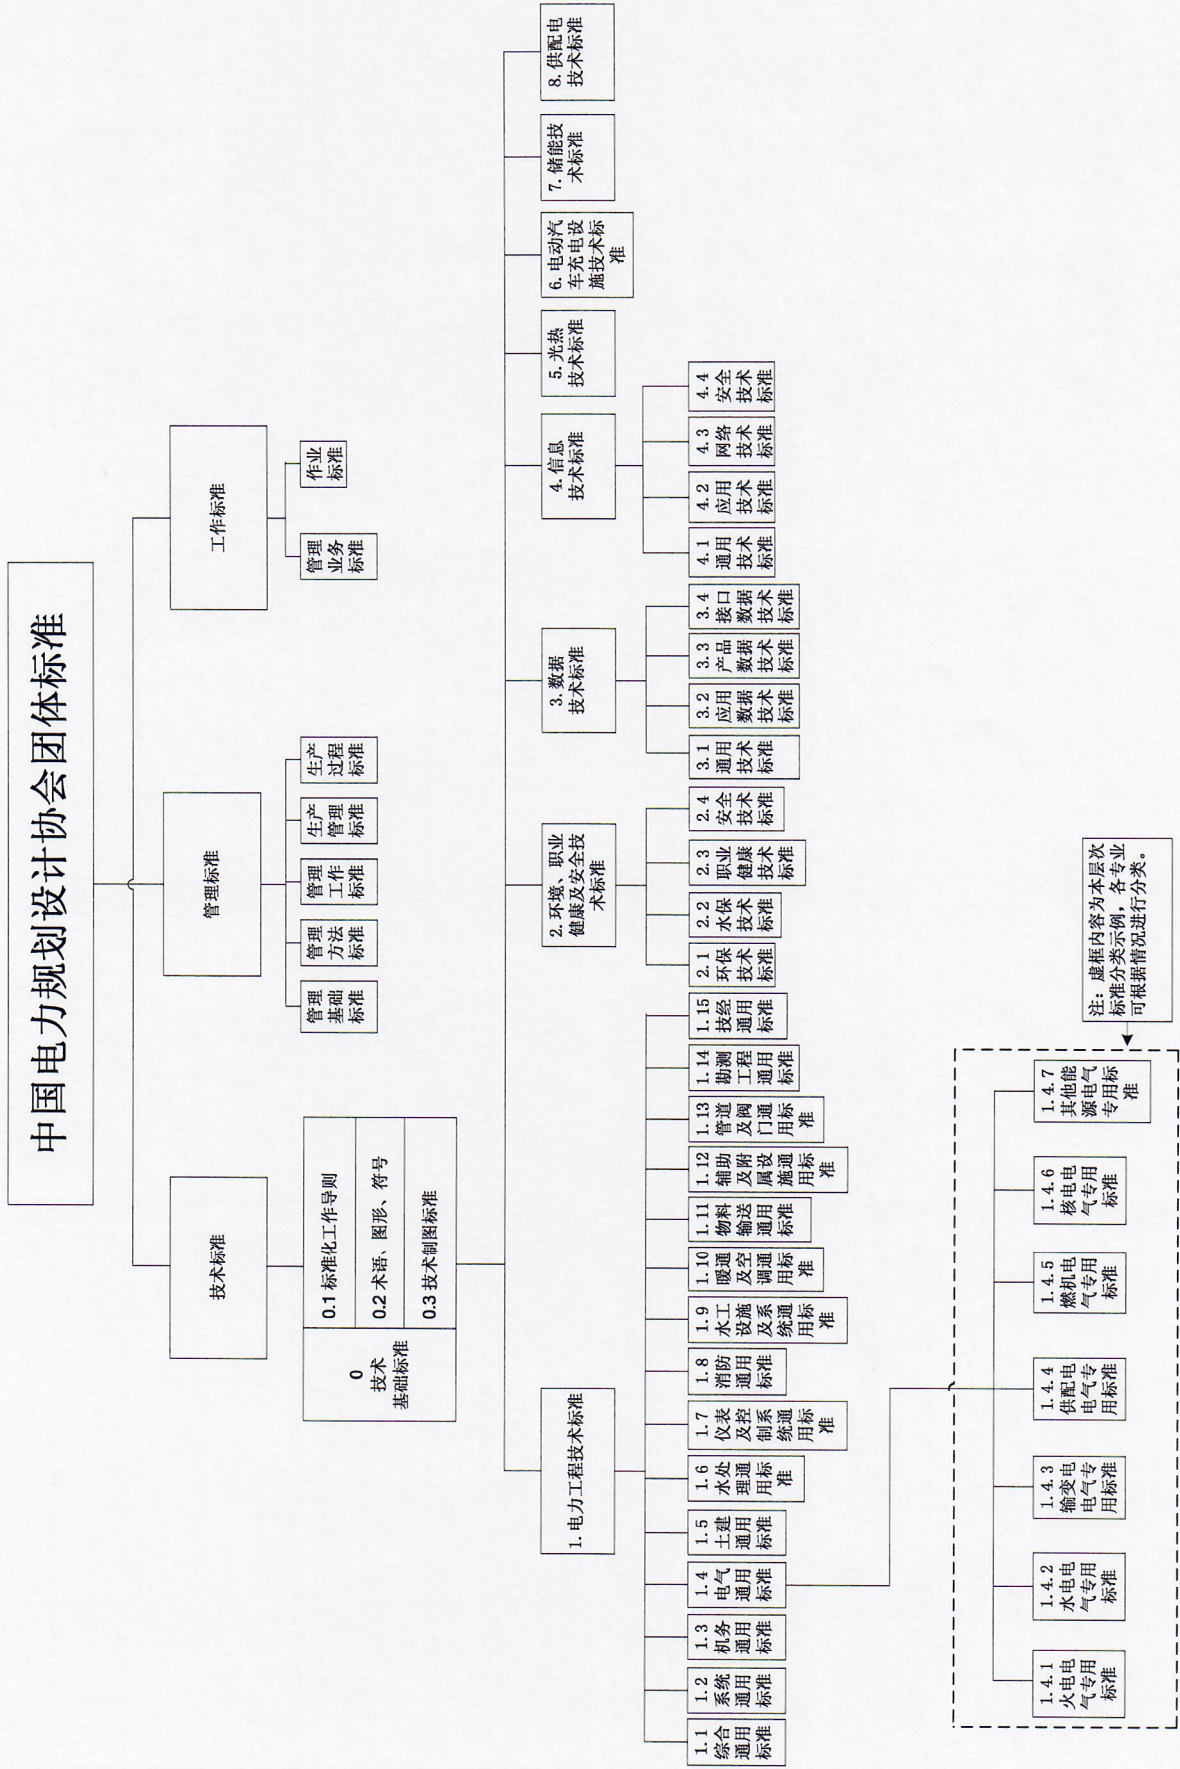 中国电力规划设计协会团体标准
技术标准
管理标准
工作标准
0
技术
基础标准
0.1 标准化工作导则
0.2 术语、图形、符号
0.3 技术制图标准
管理
基础
标准
管理
方法
标准
管理
工作
标准
生产
管理
标准
生产
过程
标准
管理
业务
标准
作业
标准
1. 电力工程技术标准
2. 环境、职业
健康及安全技
术标准
3. 数据
技术标准
4. 信息
技术标准
5. 光热
技术标准
6. 电动汽
车充电设
施技术标
准
7. 储能技
术标准
8. 供配电
技术标准
1.1
综合
通用
标准
1.2
系统
通用
标准
1.3
机务
通用
标准
1.4
电气
通用
标准
1.5
土建
通用
标准
1.6
水处
理通
用标
准
1.7
仪表
及控
制系
统通
用标
准
1.8
消防
通用
标准
1.9
水工
设施
及系
统通
用标
准
1.10
暖通
及空
调通
用标
准
1.11
物料
输送
通用
标准
1.12
辅助
及附
属设
施通
用标
准
1.13
管道
及阀
门通
用标
准
1.14
勘测
工程
通用
标准
1.15
技经
通用
标准
2.1
环保
技术
标准
2.2
水保
技术
标准
2.3
职业
健康
技术
标准
2.4
安全
技术
标准
3.1
通用
技术
标准
3.2
应用
数据
技术
标准
3.3
产品
数据
技术
标准
3.4
接口
数据
技术
标准
4.1
通用
技术
标准
4.2
应用
技术
标准
4.3
网络
技术
标准
4.4
安全
技术
标准
1.4.1
火电电
气专用
标准
1.4.2
水电电
气专用
标准
1.4.3
输变电
电气专
用标准
1.4.4
供配电
电气专
用标准
1.4.5
燃机电
气专用
标准
1.4.6
核电电
气专用
标准
1.4.7
其他能
源电气
专用标
准
注：虚框内容为本层次
标准分类示例，各专业
可根据情况进行分类。